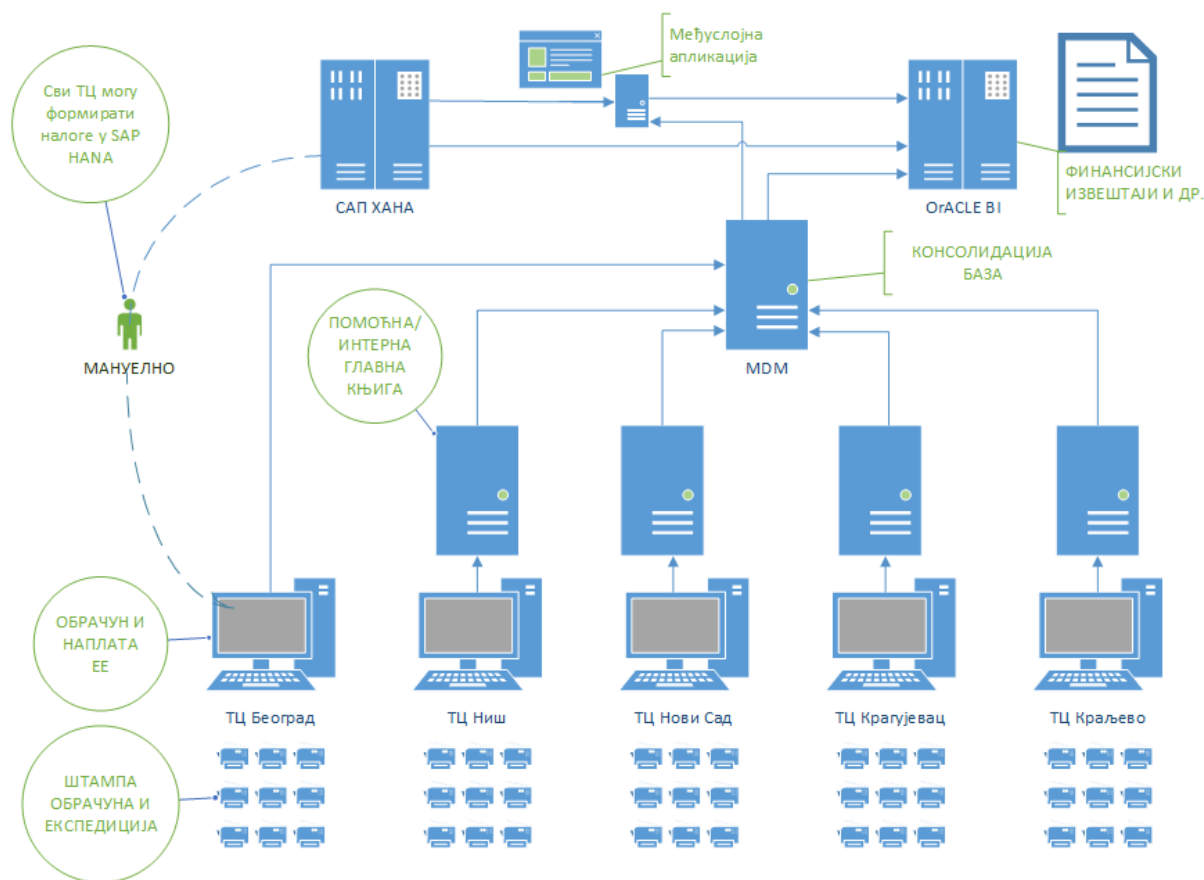 Међуслојна
апликација
Сви ТЦ могу
формирати
налоге у SAP
HANA
САП ХАНА
OrACLE BI
ФИНАНСИЈСКИ
ИЗВЕШТАЈИ И ДР.
КОНСОЛИДАЦИЈА
БАЗА
МАНУЕЛНО
ПОМОЋНА/
ИНТЕРНА
ГЛАВНА
КЊИГА
MDM
ОБРАЧУН И
НАПЛАТА
ЕЕ
ТЦ Београд
ТЦ Ниш
ТЦ Нови Сад
ТЦ Крагујевац
ТЦ Краљево
ШТАМПА
ОБРАЧУНА И
ЕКСПЕДИЦИЈА